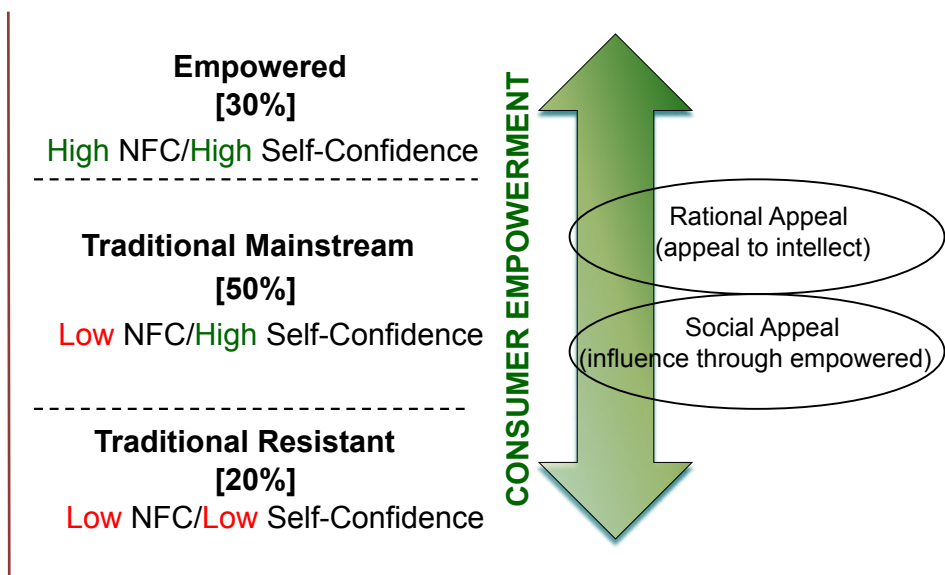 Empowered
[30%]
High NFC/High Self-Confidence
Traditional Mainstream
[50%]
Low NFC/High Self-Confidence
Traditional Resistant
[20%]
Low NFC/Low Self-Confidence
CONSUMER EMPOWERMENT
Rational Appeal
(appeal to intellect)
Social Appeal
(influence through empowered)